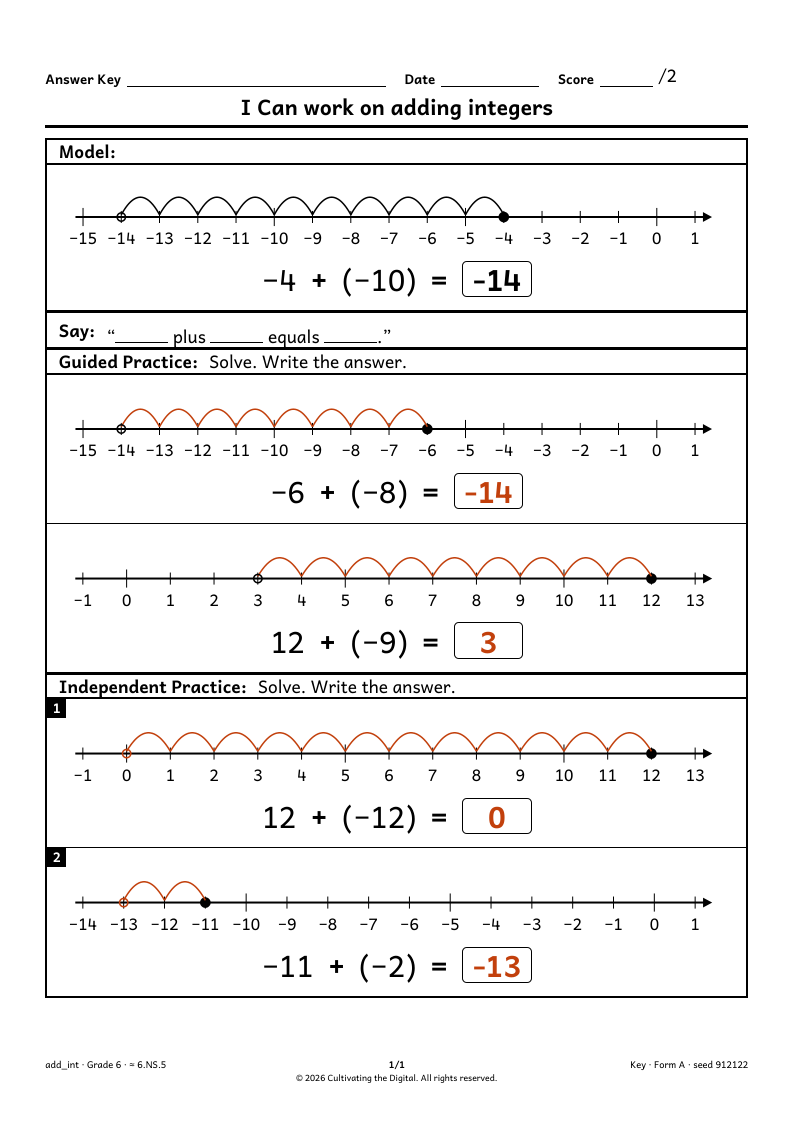 Answer Key ____________ Date ____________ Score ______ /2
I Can work on adding integers
Model:
−15 −14 −13 −12 −11 −10 −9 −8 −7 −6 −5 −4 −3 −2 −1 0 1
−4 + (−10) = -14
Say: “______ plus ______ equals ______.”
Guided Practice: Solve. Write the answer.
−15 −14 −13 −12 −11 −10 −9 −8 −7 −6 −5 −4 −3 −2 −1 0 1
−6 + (−8) = -14
−1 0 1 2 3 4 5 6 7 8 9 10 11 12 13
12 + (−9) = 3
Independent Practice: Solve. Write the answer.
1
−1 0 1 2 3 4 5 6 7 8 9 10 11 12 13
12 + (−12) = 0
2
−14 −13 −12 −11 −10 −9 −8 −7 −6 −5 −4 −3 −2 −1 0 1
−11 + (−2) = -13
add_int · Grade 6 · ≈ 6.NS.5 1/1 Key · Form A · seed 912122
© 2026 Cultivating the Digital. All rights reserved.